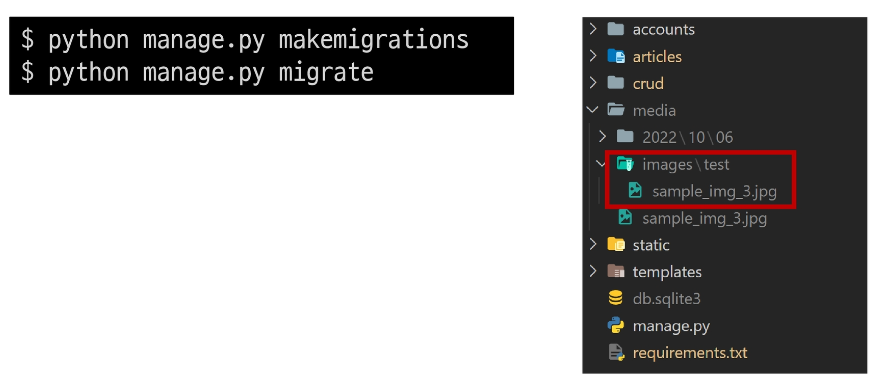 $ python manage.py makemigrations
$ python manage.py migrate
accounts
articles
crud
media
2022\10\06
images\test
sample_img_3.jpg
sample_img_3.jpg
static
templates
db.sqlite3
manage.py
requirements.txt